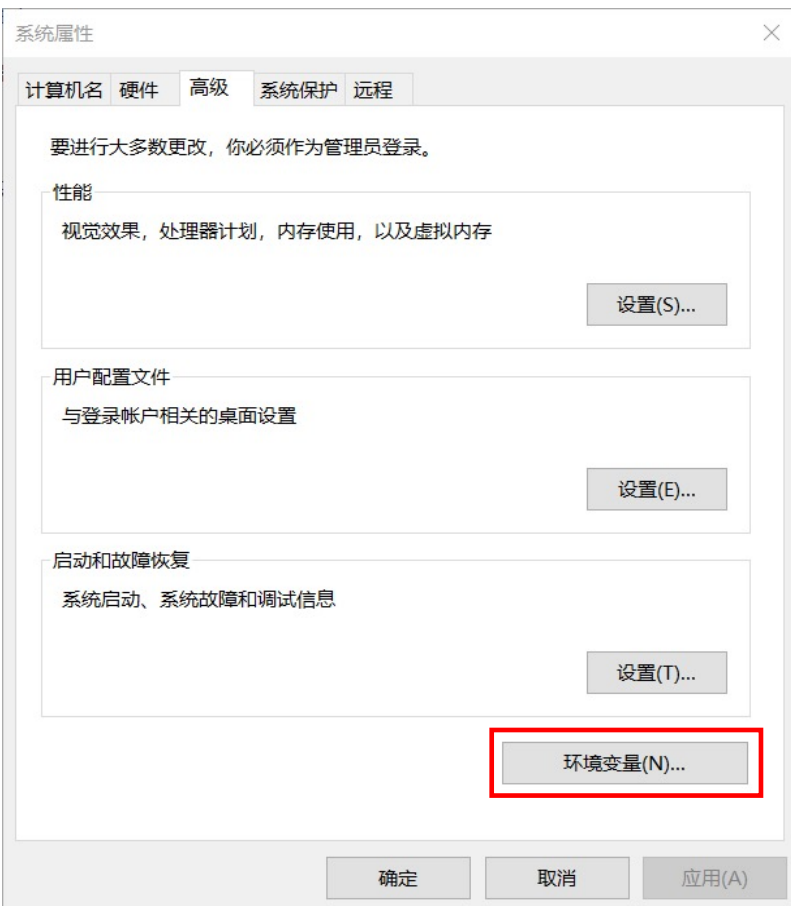 系统属性
计算机名 硬件 高级 系统保护 远程
要进行大多数更改，你必须作为管理员登录。
性能
视觉效果，处理器计划，内存使用，以及虚拟内存
设置(S)...
用户配置文件
与登录帐户相关的桌面设置
设置(E)...
启动和故障恢复
系统启动、系统故障和调试信息
设置(T)...
环境变量(N)...
确定 取消 应用(A)